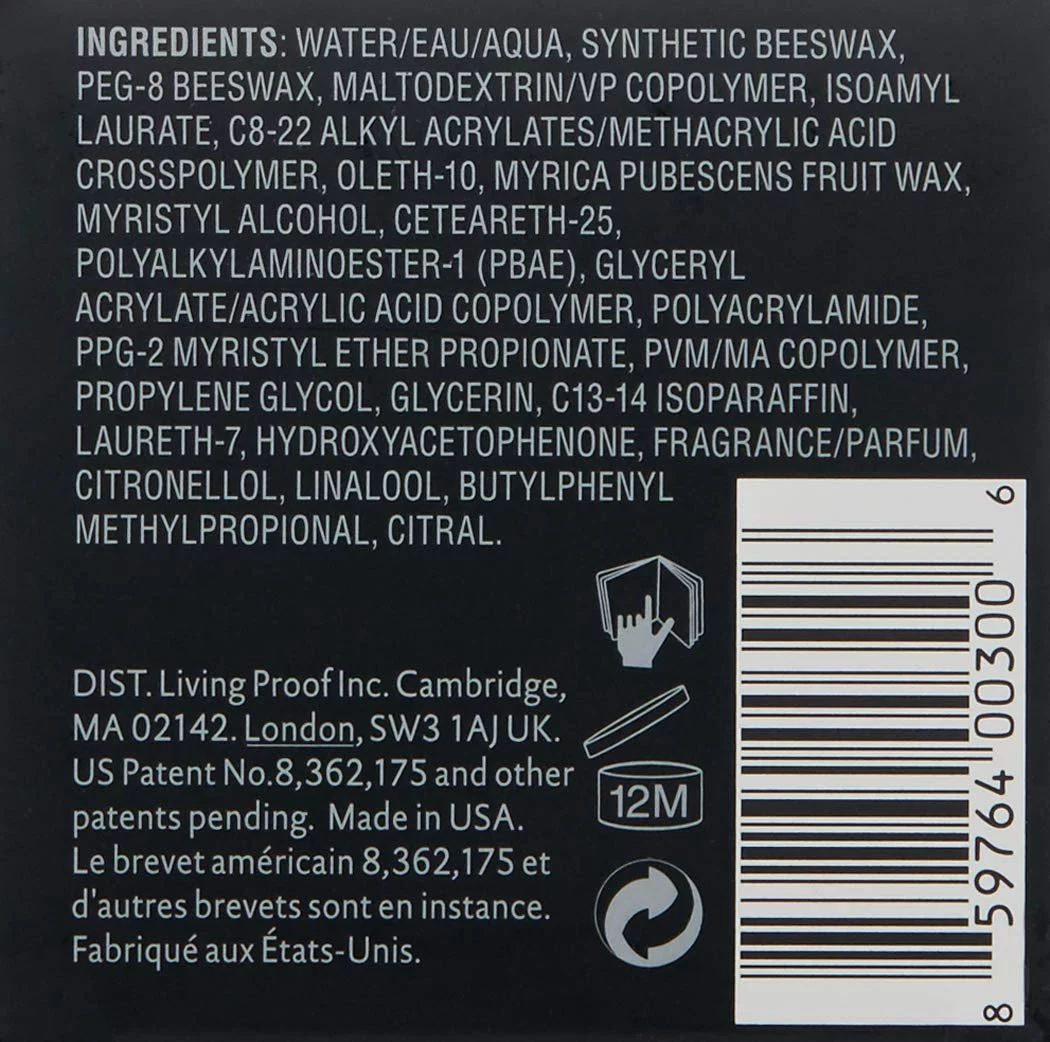 INGREDIENTS: WATER/EAU/AQUA, SYNTHETIC BEESWAX,
PEG-8 BEESWAX, MALTODEXTRIN/VP COPOLYMER, ISOAMYL
LAURATE, C8-22 ALKYL ACRYLATES/METHACRYLIC ACID
CROSSPOLYMER, OLETH-10, MYRICA PUBESCENS FRUIT WAX,
MYRISTYL ALCOHOL, CETEARETH-25,
POLYALKYLAMINOESTER-1 (PBAE), GLYCERYL
ACRYLATE/ACRYLIC ACID COPOLYMER, POLYACRYLAMIDE,
PPG-2 MYRISTYL ETHER PROPIONATE, PVM/MA COPOLYMER,
PROPYLENE GLYCOL, GLYCERIN, C13-14 ISOPARAFFIN,
LAURETH-7, HYDROXYACETOPHENONE, FRAGRANCE/PARFUM,
CITRONELLOL, LINALOOL, BUTYLPHENYL
METHYLPROPIONAL, CITRAL.
DIST. Living Proof Inc. Cambridge,
MA 02142. London, SW3 1AJ UK.
US Patent No.8,362,175 and other
patents pending. Made in USA.
Le brevet américain 8,362,175 et
d'autres brevets sont en instance.
Fabriqué aux États-Unis.
12M
8 59764 00300 6